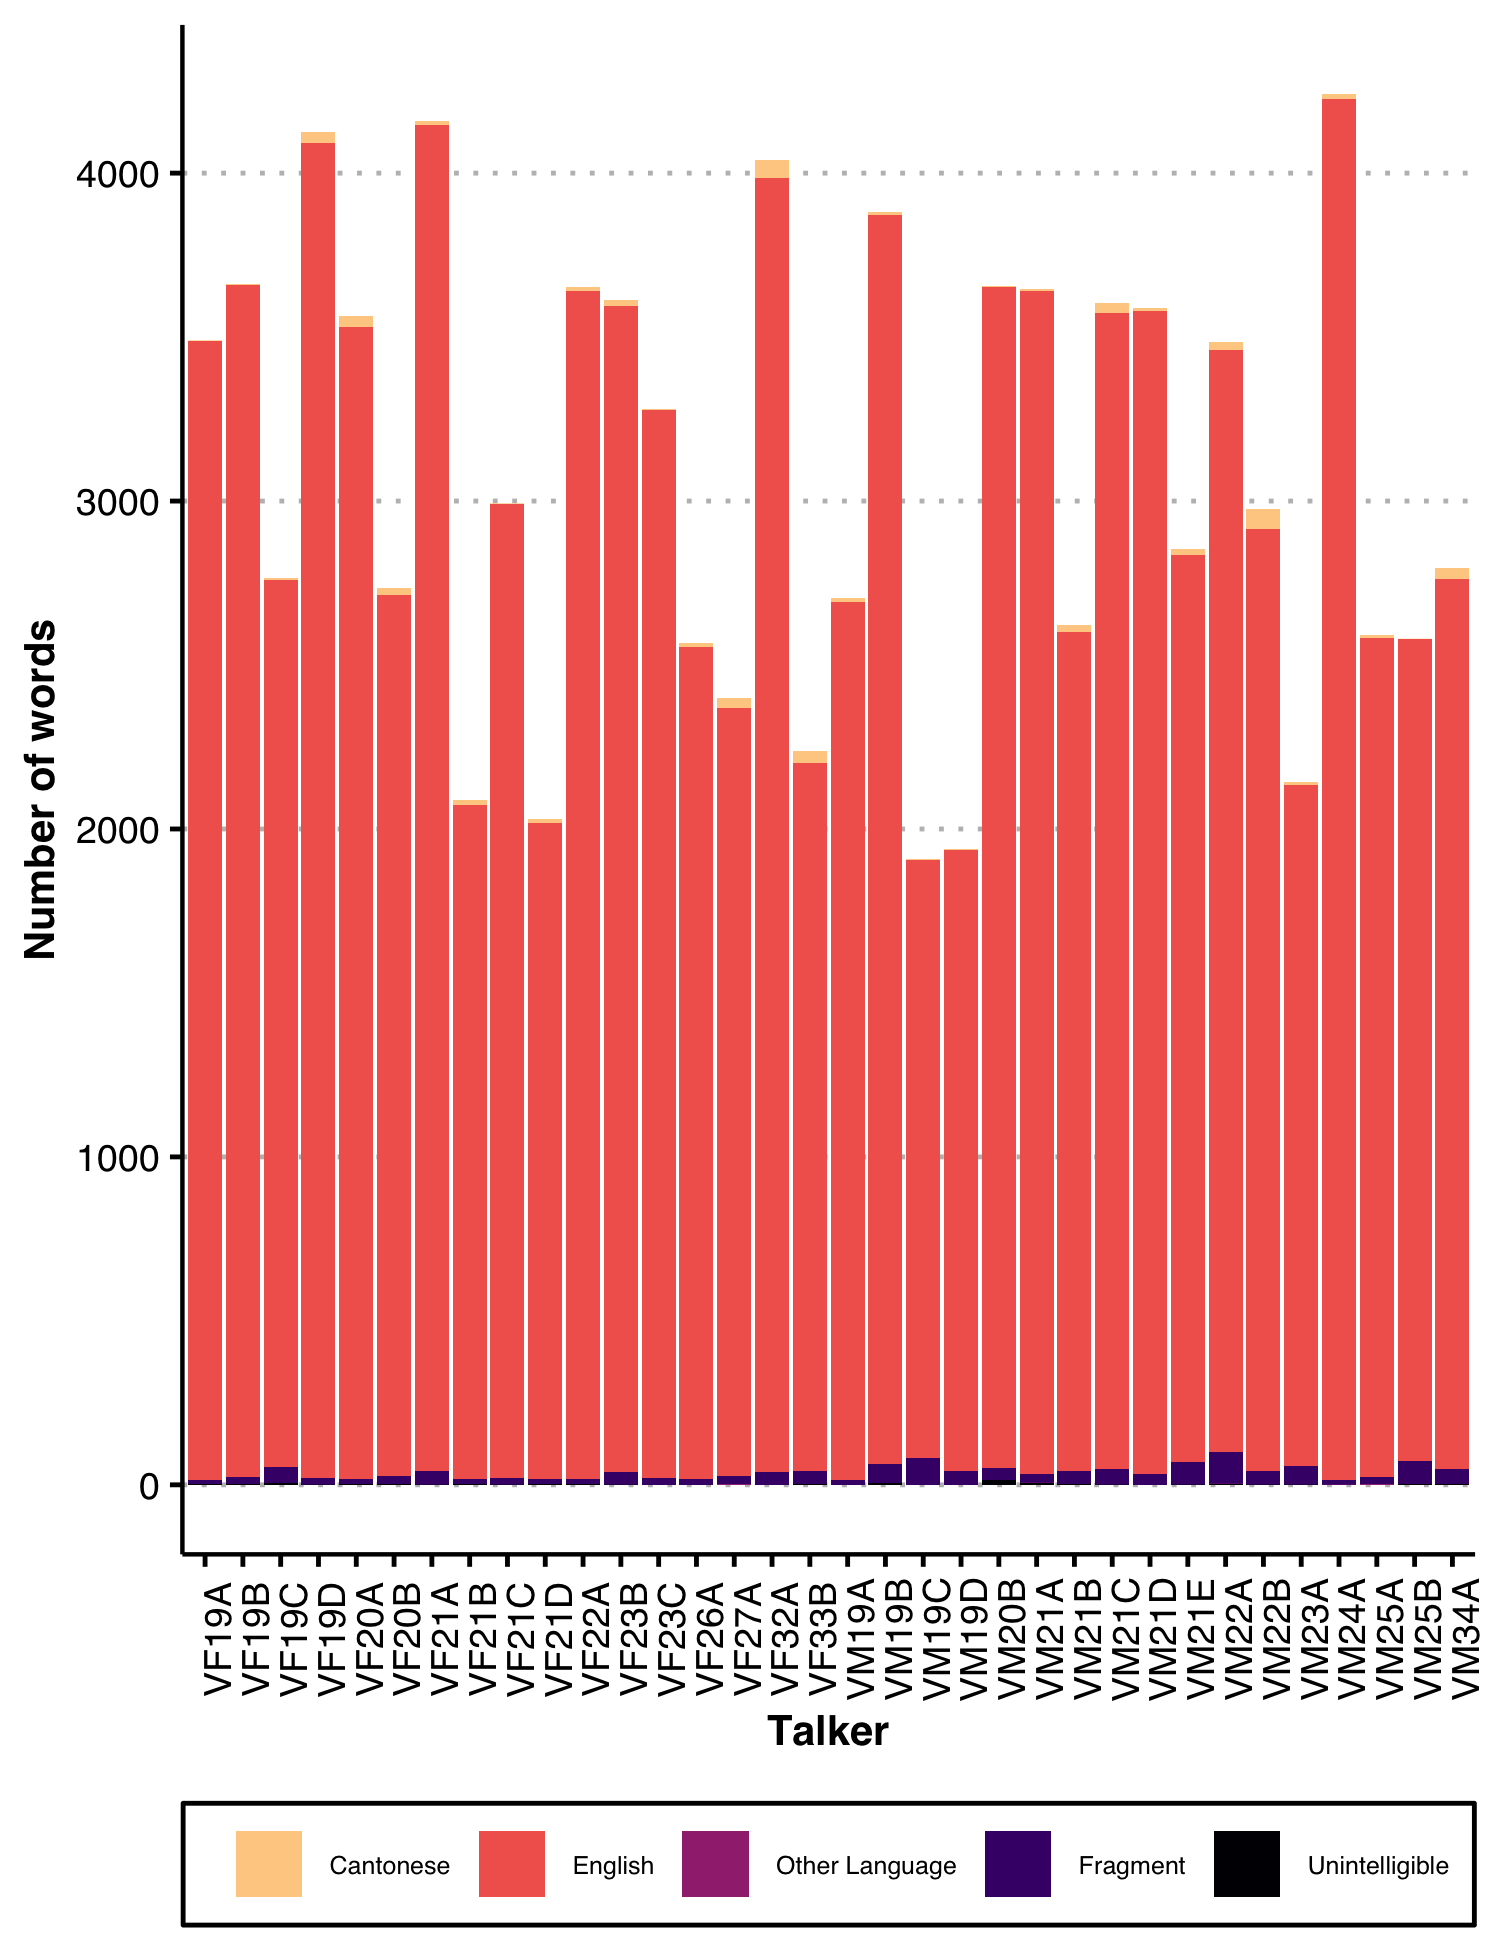 Number of words
4000
3000
2000
1000
0
VF19A
VF19B
VF19C
VF19D
VF20A
VF20B
VF21A
VF21B
VF21C
VF21D
VF22A
VF23B
VF23C
VF26A
VF27A
VF32A
VF33B
VM19A
VM19B
VM19C
VM19D
VM20B
VM21A
VM21B
VM21C
VM21D
VM21E
VM22A
VM22B
VM23A
VM24A
VM25A
VM25B
VM34A
Talker
Cantonese English Other Language Fragment Unintelligible